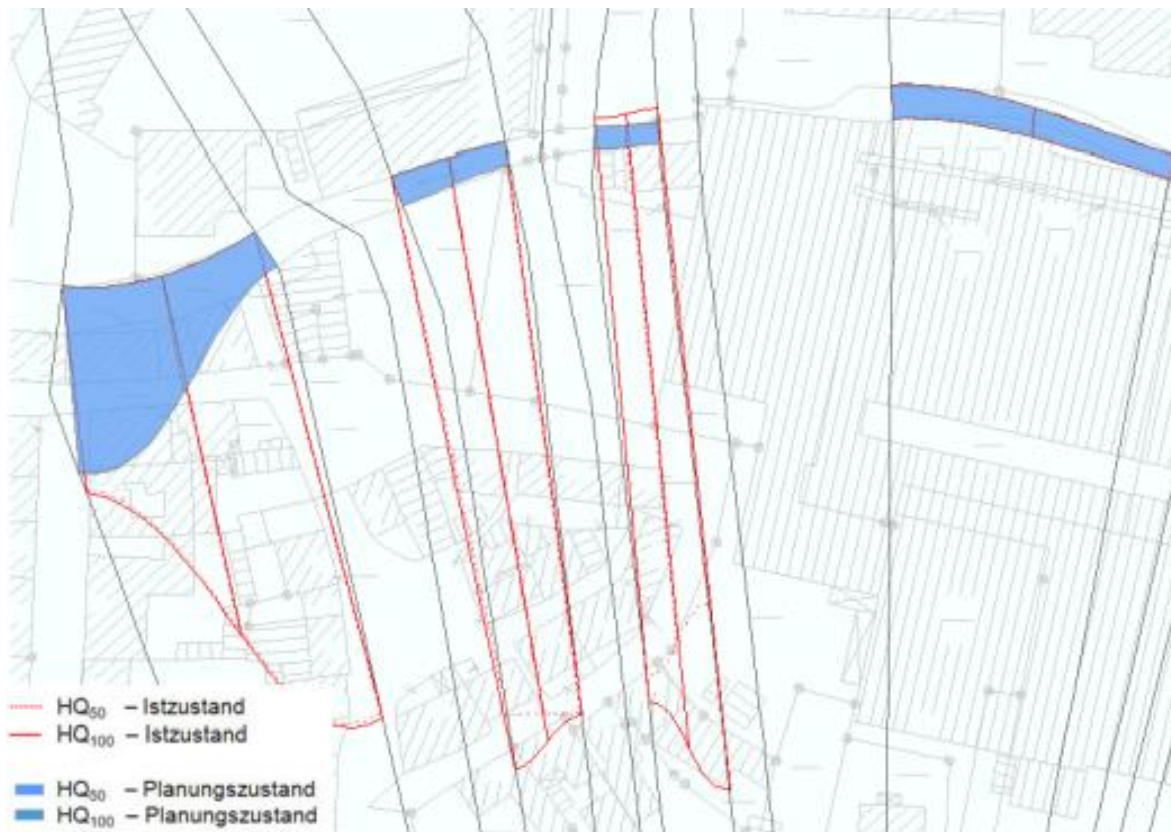 HQ50 – Istzustand
HQ100 – Istzustand
HQ50 – Planungszustand
HQ100 – Planungszustand